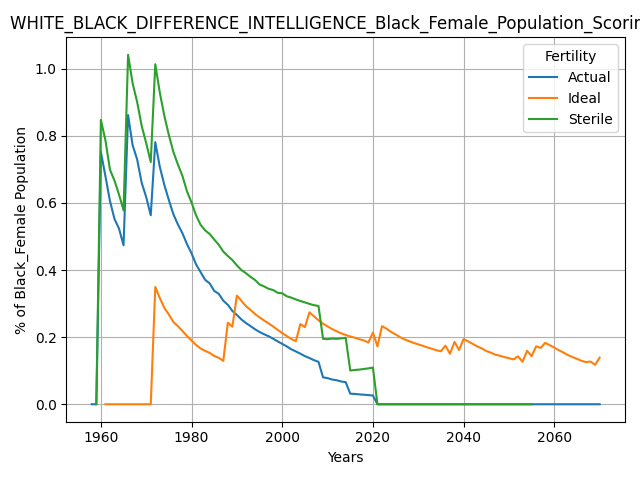 WHITE_BLACK_DIFFERENCE_INTELLIGENCE_Black_Female_Population_Scorin
Fertility
Actual
Ideal
Sterile
% of Black_Female Population
1.0
0.8
0.6
0.4
0.2
0.0
1960 1980 2000 2020 2040 2060
Years